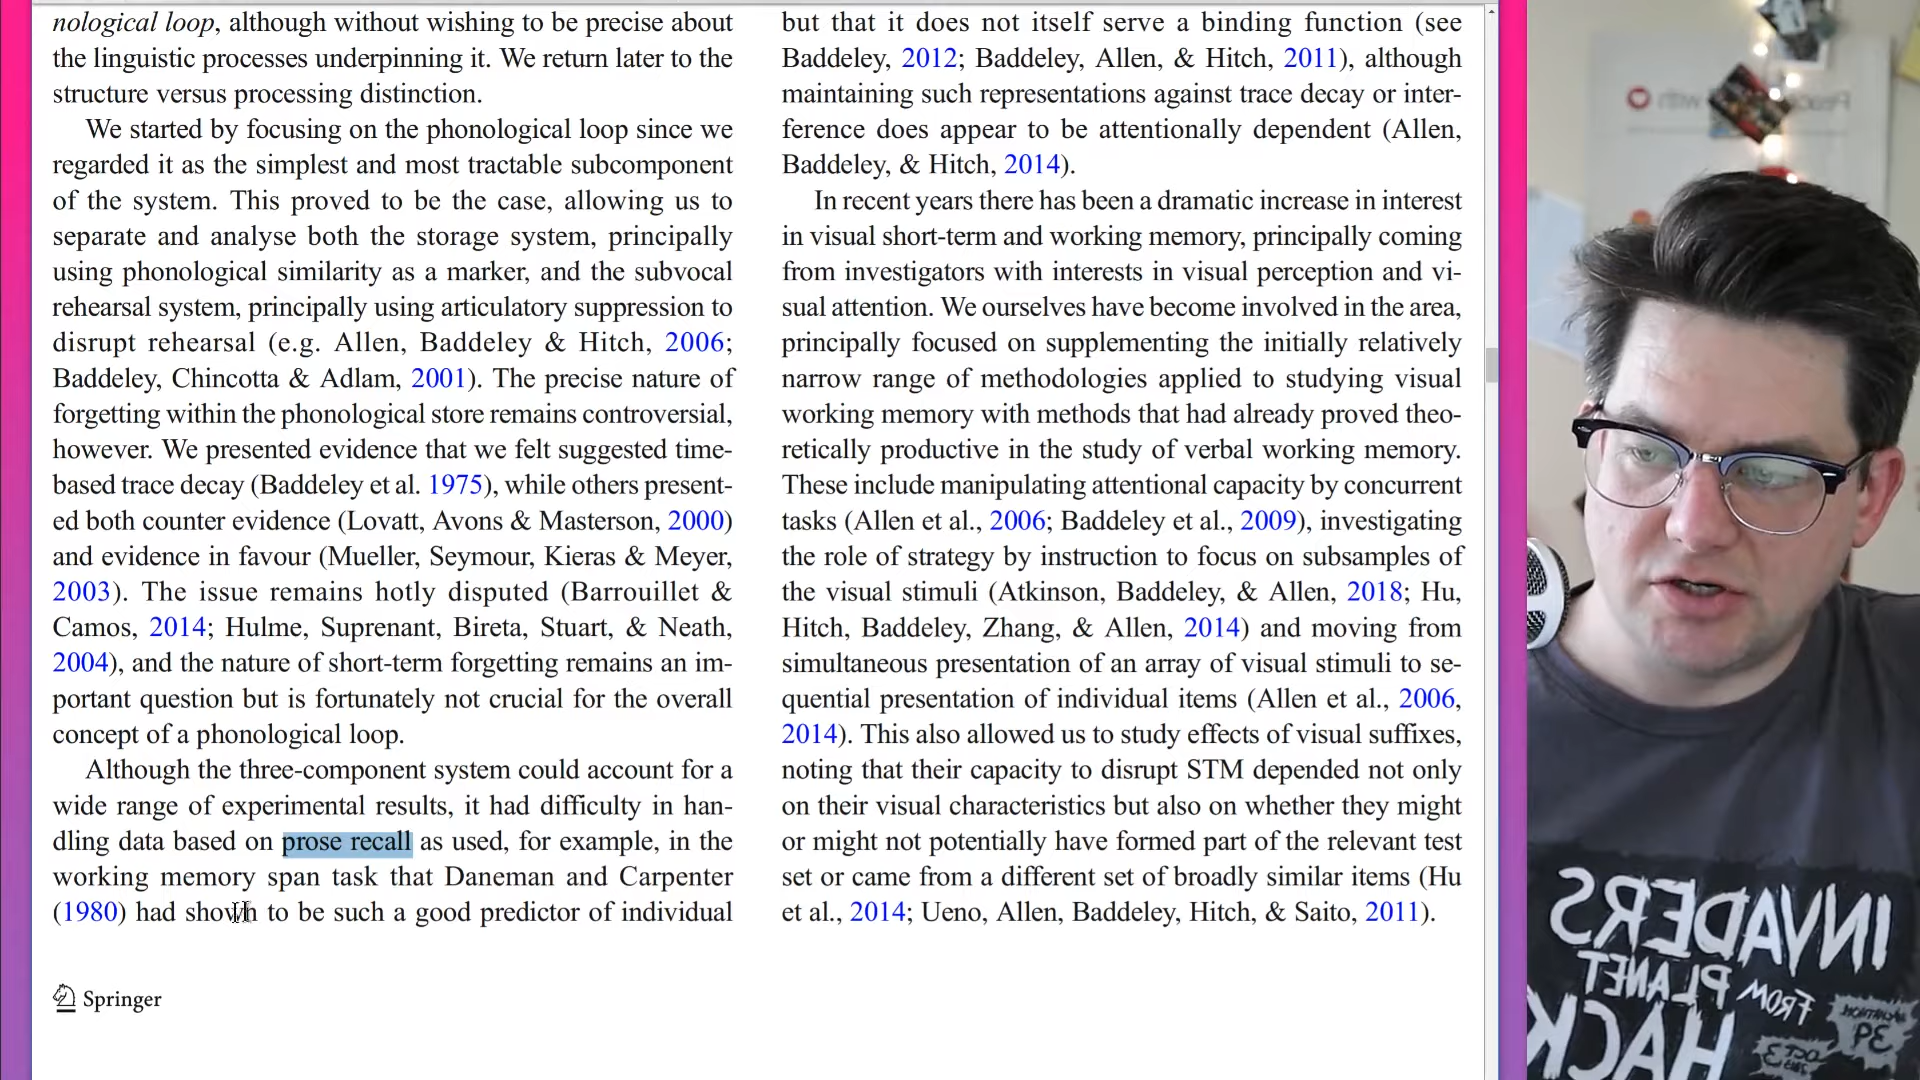 nological loop, although without wishing to be precise about
the linguistic processes underpinning it. We return later to the
structure versus processing distinction.
We started by focusing on the phonological loop since we
regarded it as the simplest and most tractable subcomponent
of the system. This proved to be the case, allowing us to
separate and analyse both the storage system, principally
using phonological similarity as a marker, and the subvocal
rehearsal system, principally using articulatory suppression to
disrupt rehearsal (e.g. Allen, Baddeley & Hitch, 2006;
Baddeley, Chincotta & Adlam, 2001). The precise nature of
forgetting within the phonological store remains controversial,
however. We presented evidence that we felt suggested time-
based trace decay (Baddeley et al. 1975), while others present-
ed both counter evidence (Lovatt, Avons & Masterson, 2000)
and evidence in favour (Mueller, Seymour, Kieras & Meyer,
2003). The issue remains hotly disputed (Barrouillet &
Camos, 2014; Hulme, Suprenant, Bireta, Stuart, & Neath,
2004), and the nature of short-term forgetting remains an im-
portant question but is fortunately not crucial for the overall
concept of a phonological loop.
Although the three-component system could account for a
wide range of experimental results, it had difficulty in han-
dling data based on prose recall as used, for example, in the
working memory span task that Daneman and Carpenter
(1980) had shown to be such a good predictor of individual
Springer
but that it does not itself serve a binding function (see
Baddeley, 2012; Baddeley, Allen, & Hitch, 2011), although
maintaining such representations against trace decay or inter-
ference does appear to be attentionally dependent (Allen,
Baddeley, & Hitch, 2014).
In recent years there has been a dramatic increase in interest
in visual short-term and working memory, principally coming
from investigators with interests in visual perception and vi-
sual attention. We ourselves have become involved in the area,
principally focused on supplementing the initially relatively
narrow range of methodologies applied to studying visual
working memory with methods that had already proved theo-
retically productive in the study of verbal working memory.
These include manipulating attentional capacity by concurrent
tasks (Allen et al., 2006; Baddeley et al., 2009), investigating
the role of strategy by instruction to focus on subsamples of
the visual stimuli (Atkinson, Baddeley, & Allen, 2018; Hu,
Hitch, Baddeley, Zhang, & Allen, 2014) and moving from
simultaneous presentation of an array of visual stimuli to se-
quential presentation of individual items (Allen et al., 2006,
2014). This also allowed us to study effects of visual suffixes,
noting that their capacity to disrupt STM depended not only
on their visual characteristics but also on whether they might
or might not potentially have formed part of the relevant test
set or came from a different set of broadly similar items (Hu
et al., 2014; Ueno, Allen, Baddeley, Hitch, & Saito, 2011).
INVADERS
FROM PLANET
HACK